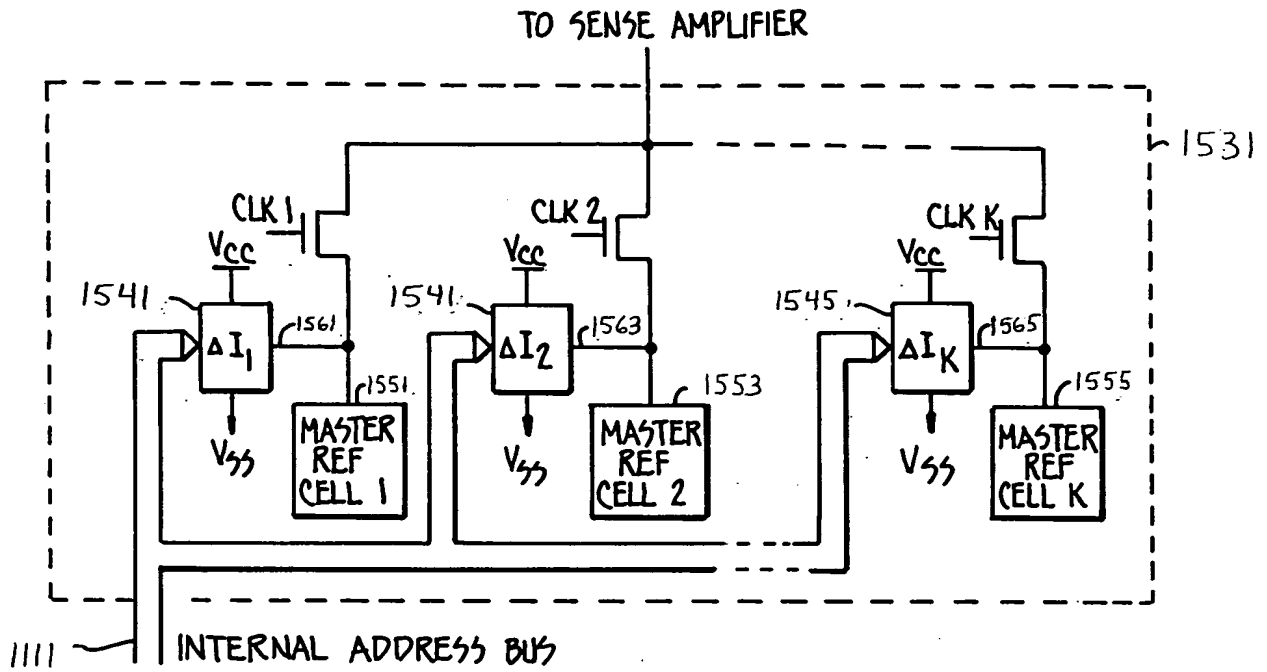 TO SENSE AMPLIFIER
1531
CLK 1
CLK 2
CLK K
VCC
VCC
VCC
1541
1541
1545
ΔI1
1561
ΔI2
1563
ΔIK
1565
1551
1553
1555
VSS
VSS
VSS
MASTER
REF
CELL 1
MASTER
REF
CELL 2
MASTER
REF
CELL K
1111
INTERNAL ADDRESS BUS